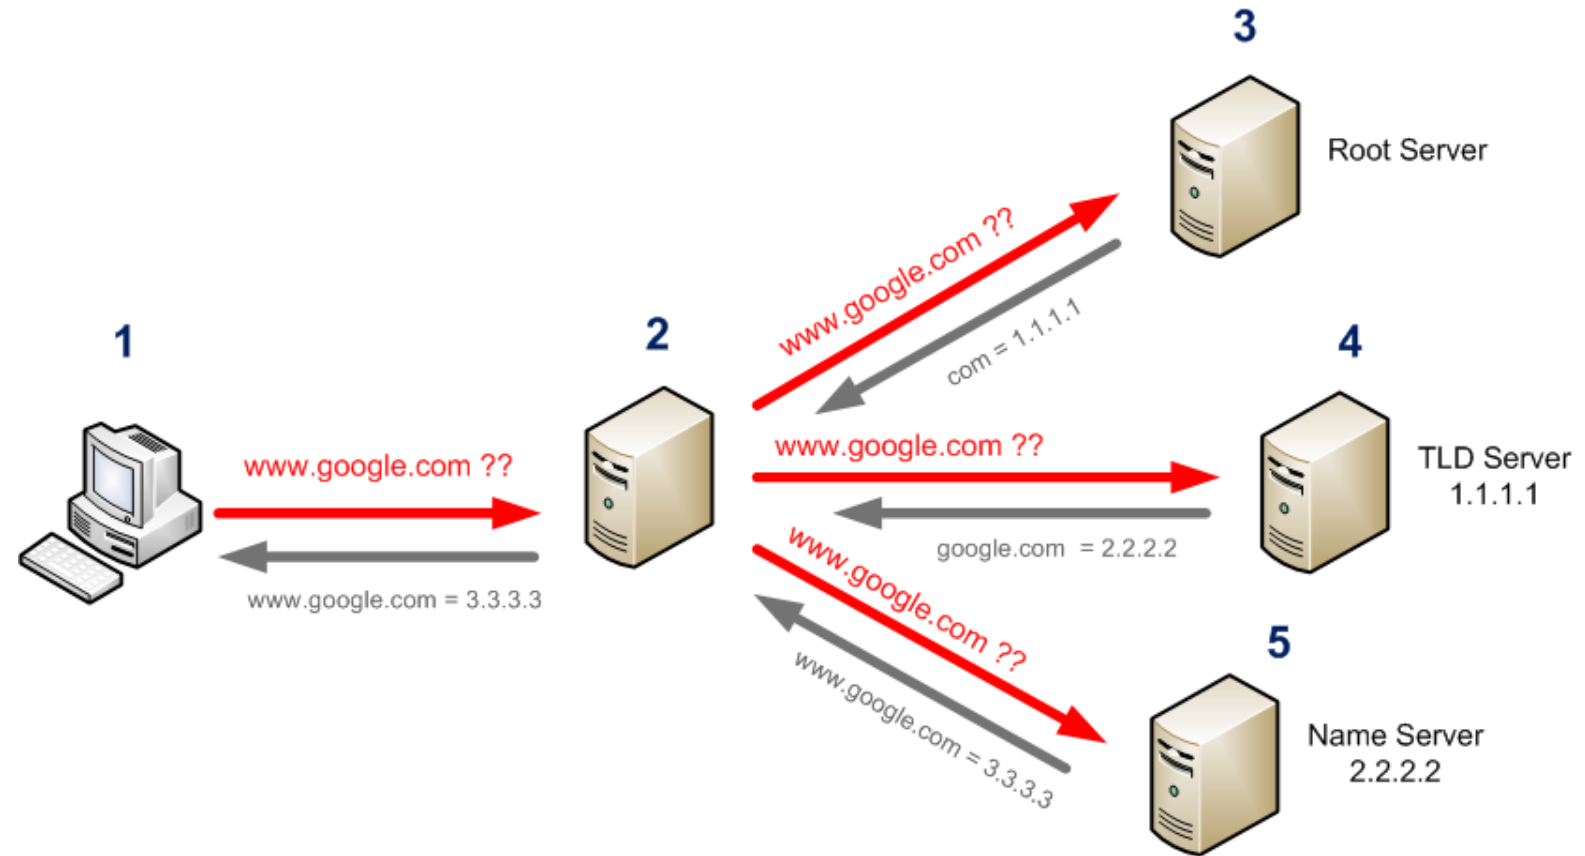 3
Root Server
www.google.com ??
com = 1.1.1.1
1
2
4
www.google.com ??
www.google.com ??
TLD Server
1.1.1.1
google.com = 2.2.2.2
www.google.com = 3.3.3.3
www.google.com ??
5
www.google.com = 3.3.3.3
Name Server
2.2.2.2